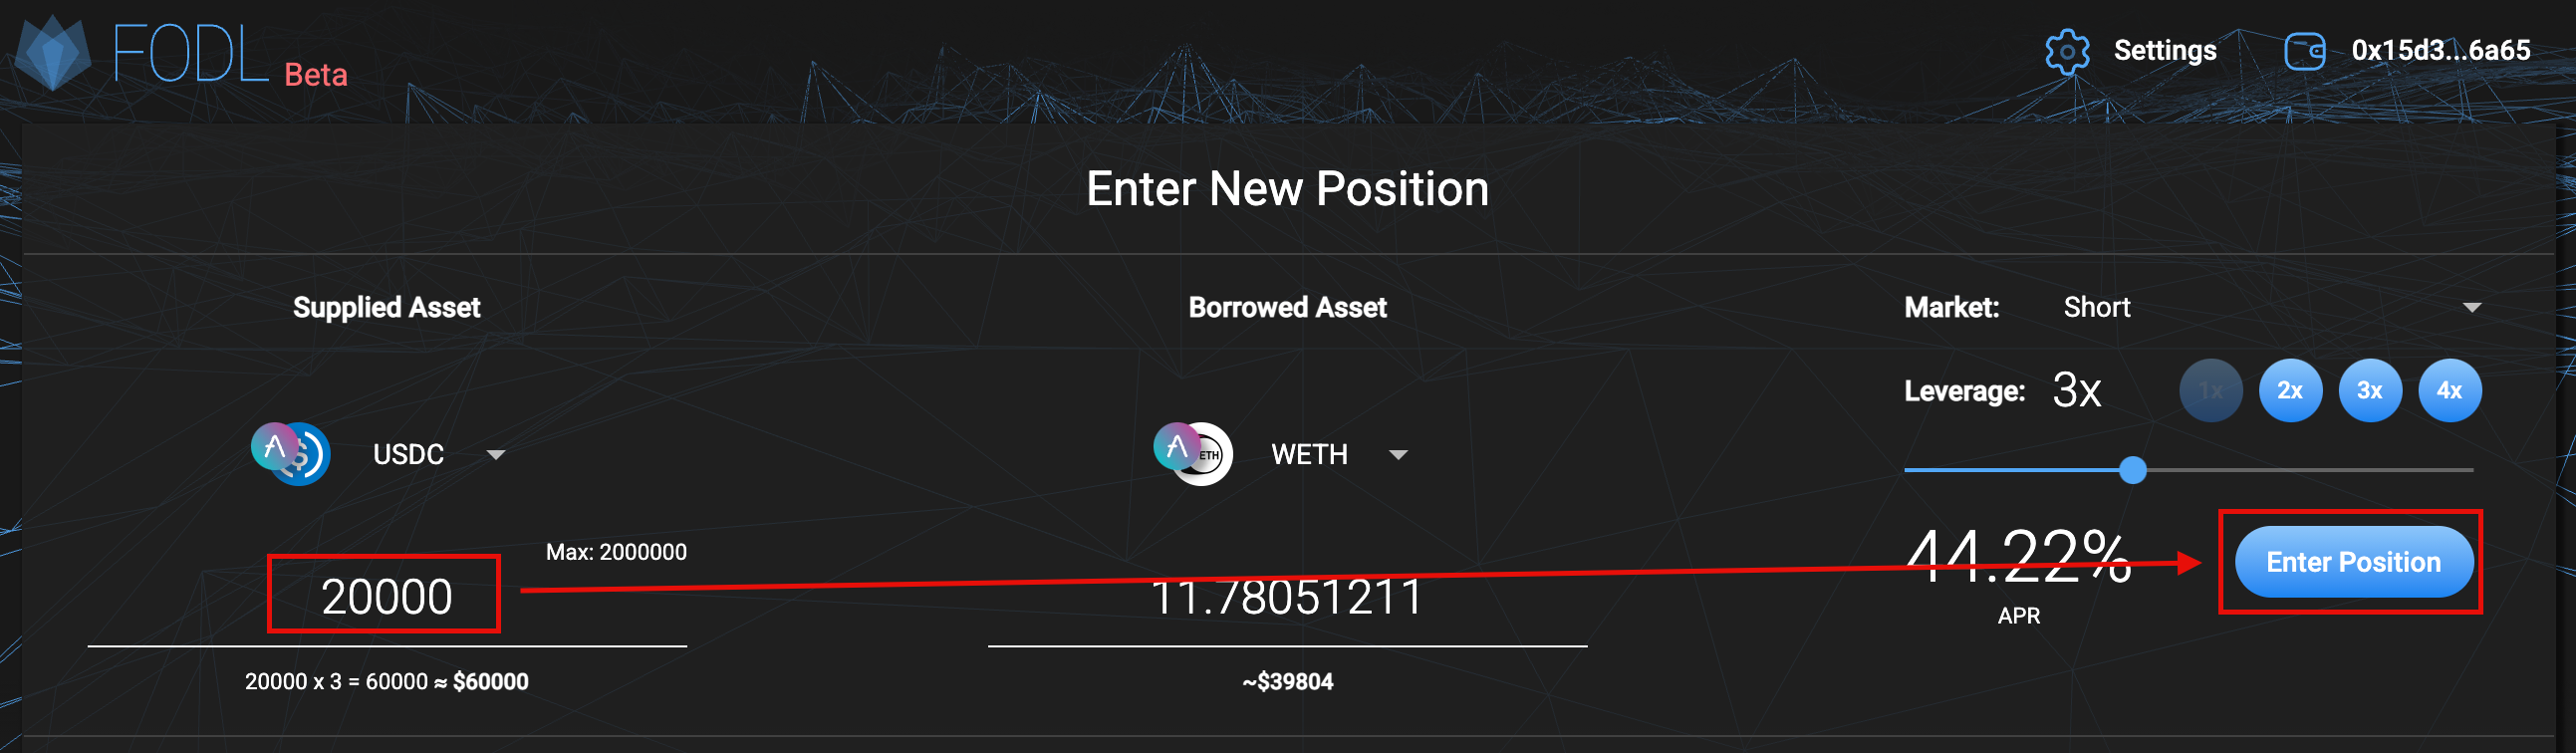 FODL Beta
Settings
0x15d3...6a65
Enter New Position
Supplied Asset
Borrowed Asset
Market: Short
Leverage: 3x
1x
2x
3x
4x
USDC
WETH
Max: 2000000
20000
11.78051211
44.22%
Enter Position
APR
20000 x 3 = 60000 ≈ $60000
~$39804